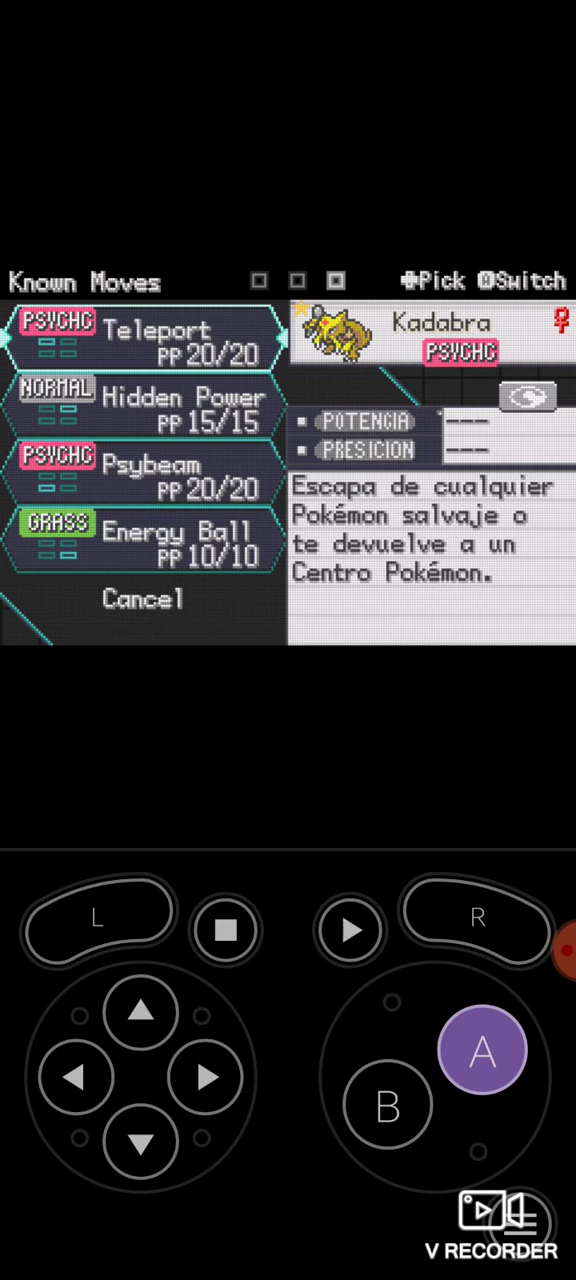 Known Moves
Pick Switch
PSYCHC Teleport
PP 20/20
NORMAL Hidden Power
PP 15/15
PSYCHC Psybeam
PP 20/20
GRASS Energy Ball
PP 10/10
Cancel
Kadabra ♀
PSYCHC
POTENCIA ---
PRESICION ---
Escapa de cualquier
Pokémon salvaje o
te devuelve a un
Centro Pokémon.
L
R
A
B
V RECORDER